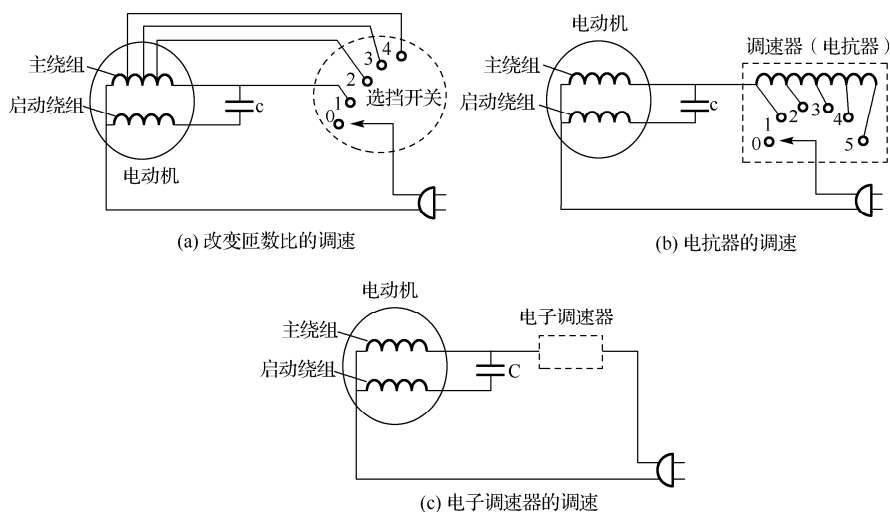 主绕组
启动绕组
电动机
c
0
1
2
3
4
选挡开关
(a) 改变匝数比的调速
电动机
主绕组
启动绕组
c
调速器（电抗器）
0
1
2
3
4
5
(b) 电抗器的调速
电动机
主绕组
启动绕组
C
电子调速器
(c) 电子调速器的调速